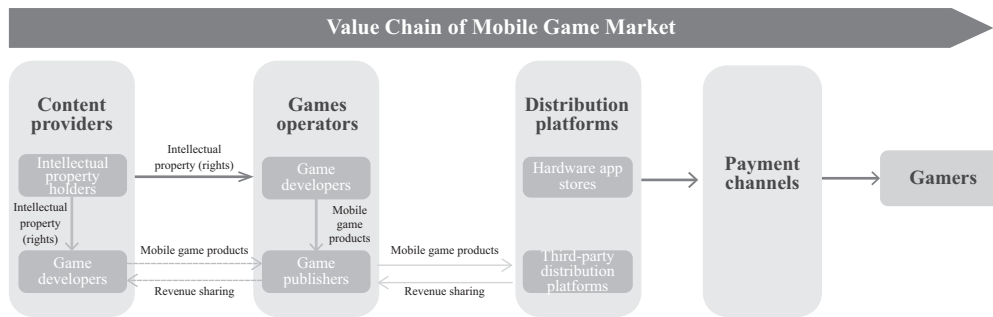 Value Chain of Mobile Game Market
Content
providers
Intellectual
property
holders
Intellectual
property
(rights)
Game
developers
Intellectual
property (rights)
Mobile game products
Revenue sharing
Games
operators
Game
developers
Mobile
game
products
Game
publishers
Mobile game products
Revenue sharing
Distribution
platforms
Hardware app
stores
Third-party
distribution
platforms
Payment
channels
Gamers